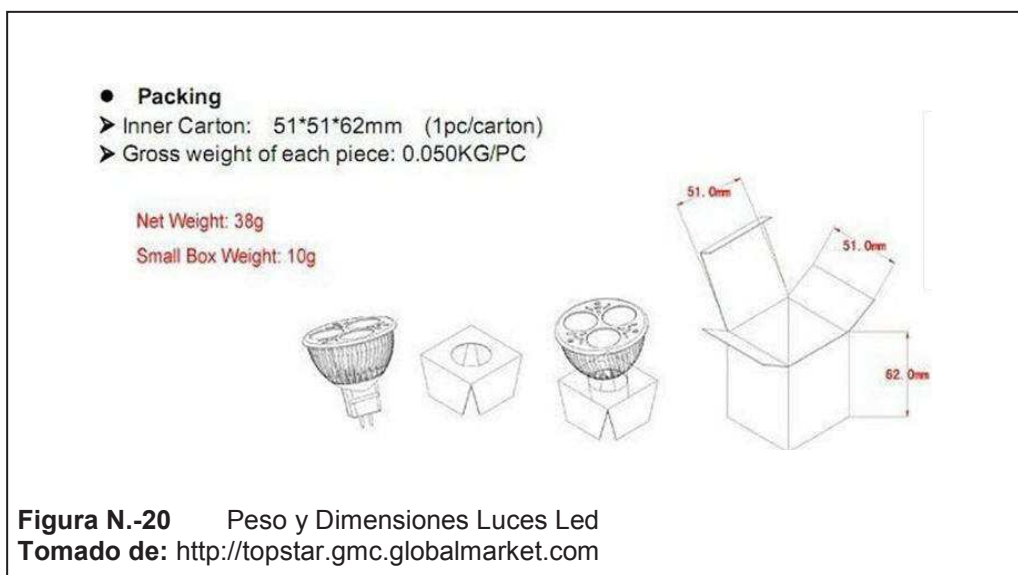 ● Packing
➤ Inner Carton: 51*51*62mm (1pc/carton)
➤ Gross weight of each piece: 0.050KG/PC
Net Weight: 38g
Small Box Weight: 10g
51.0mm
51.0mm
62.0mm
Figura N.-20 Peso y Dimensiones Luces Led
Tomado de: http://topstar.gmc.globalmarket.com